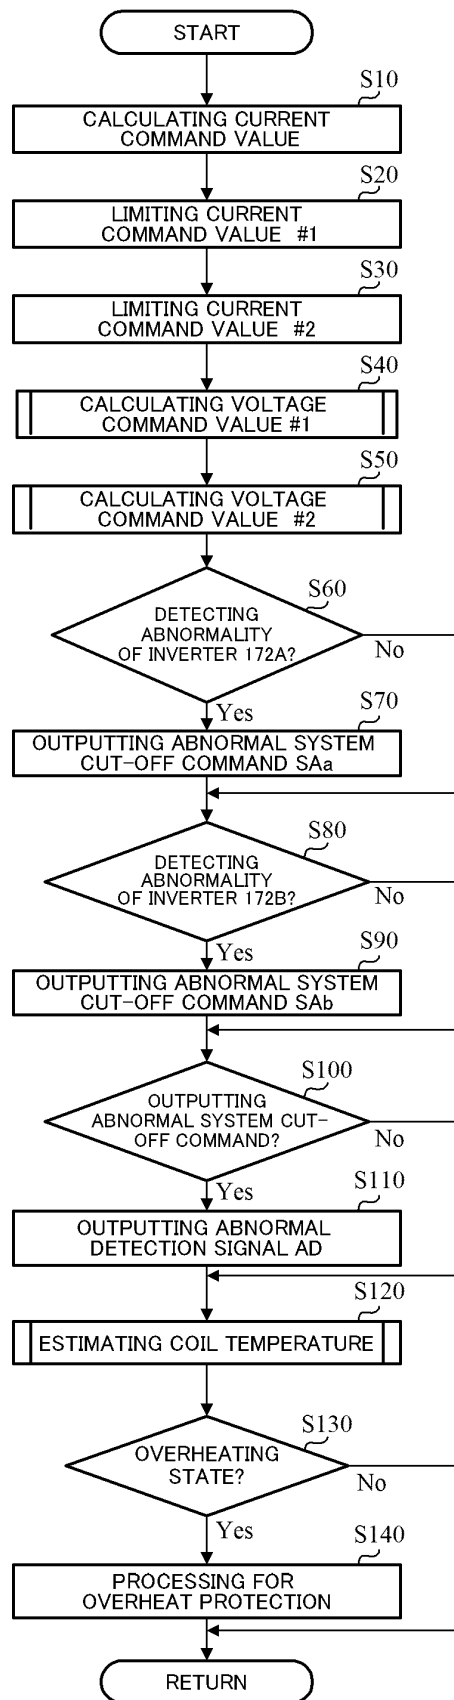 START
S10
CALCULATING CURRENT
COMMAND VALUE
S20
LIMITING CURRENT
COMMAND VALUE #1
S30
LIMITING CURRENT
COMMAND VALUE #2
S40
CALCULATING VOLTAGE
COMMAND VALUE #1
S50
CALCULATING VOLTAGE
COMMAND VALUE #2
S60
DETECTING
ABNORMALITY
OF INVERTER 172A?
No
Yes
S70
OUTPUTTING ABNORMAL SYSTEM
CUT-OFF COMMAND SAa
S80
DETECTING
ABNORMALITY
OF INVERTER 172B?
No
Yes
S90
OUTPUTTING ABNORMAL SYSTEM
CUT-OFF COMMAND SAb
S100
OUTPUTTING
ABNORMAL SYSTEM CUT-
OFF COMMAND?
No
Yes
S110
OUTPUTTING ABNORMAL
DETECTION SIGNAL AD
S120
ESTIMATING COIL TEMPERATURE
S130
OVERHEATING
STATE?
No
Yes
S140
PROCESSING FOR
OVERHEAT PROTECTION
RETURN